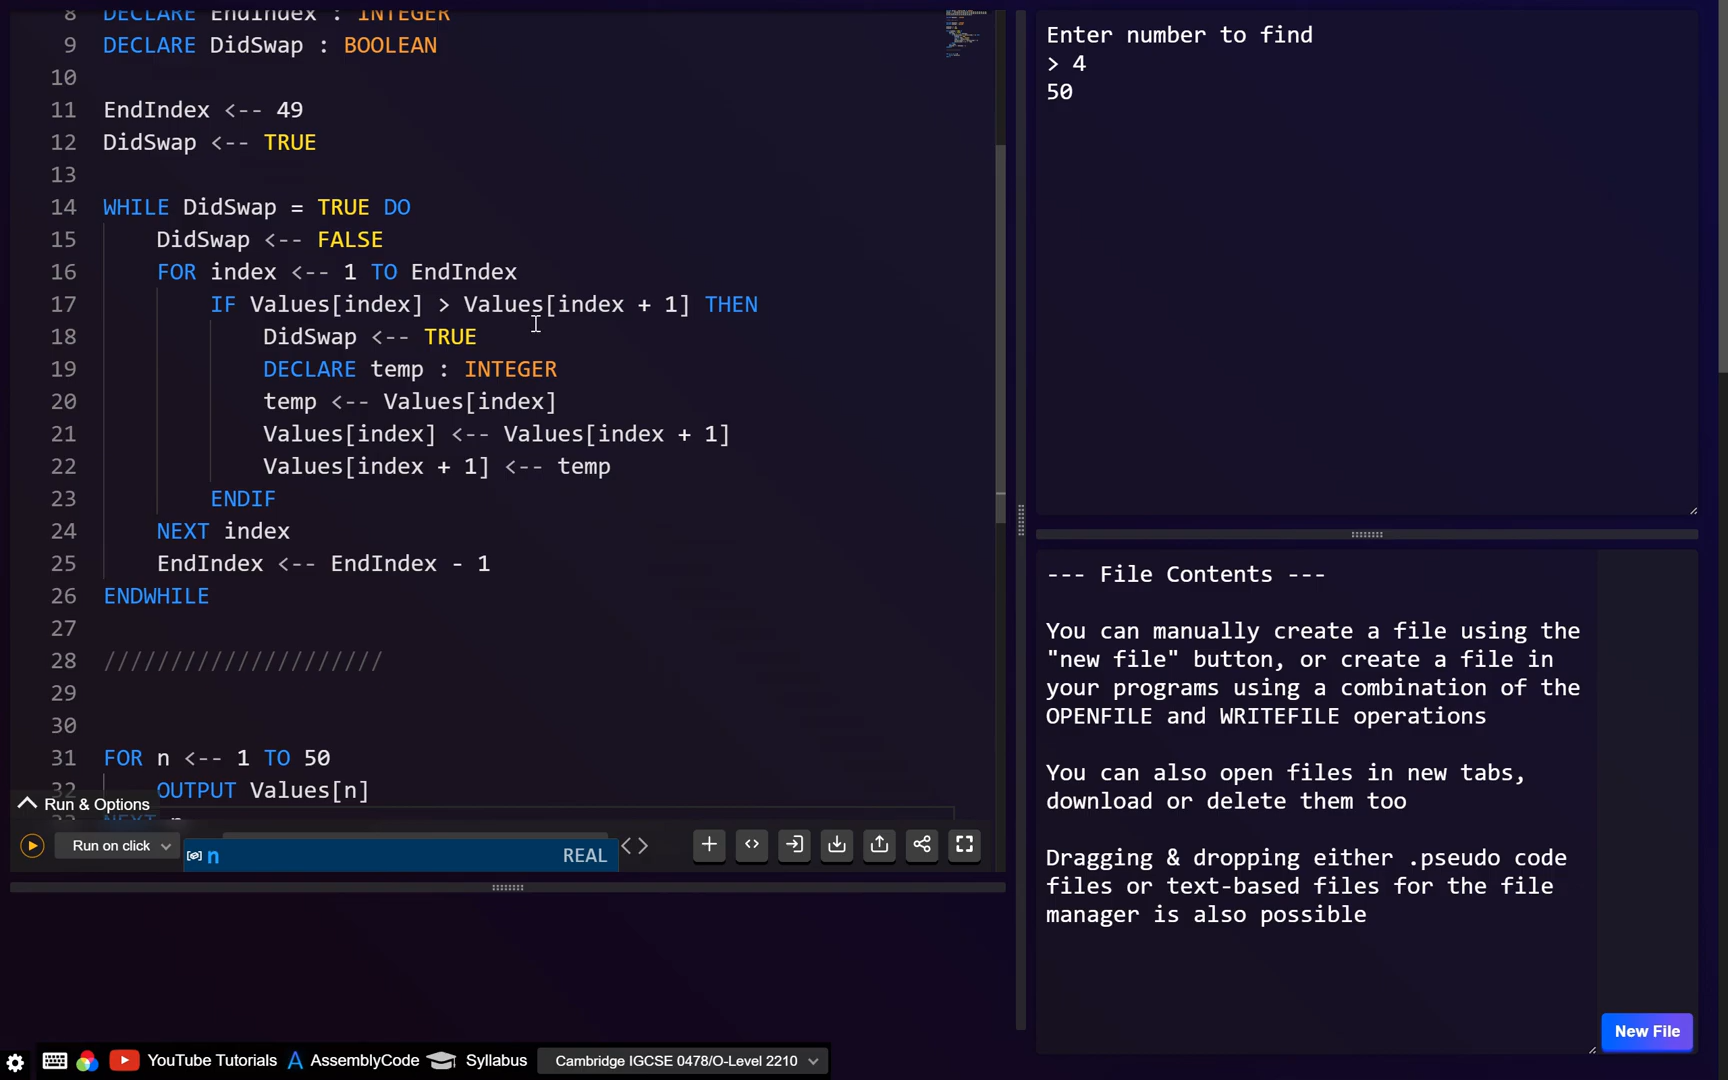 8 DECLARE EndIndex : INTEGER
9 DECLARE DidSwap : BOOLEAN
10
11 EndIndex <-- 49
12 DidSwap <-- TRUE
13
14 WHILE DidSwap = TRUE DO
15 DidSwap <-- FALSE
16 FOR index <-- 1 TO EndIndex
17 IF Values[index] > Values[index + 1] THEN
18 DidSwap <-- TRUE
19 DECLARE temp : INTEGER
20 temp <-- Values[index]
21 Values[index] <-- Values[index + 1]
22 Values[index + 1] <-- temp
23 ENDIF
24 NEXT index
25 EndIndex <-- EndIndex - 1
26 ENDWHILE
27
28 /////////////////////
29
30
31 FOR n <-- 1 TO 50
32 OUTPUT Values[n]
Run & Options
33 NEXT n
Run on click
n REAL
Enter number to find
> 4
50
--- File Contents ---
You can manually create a file using the
"new file" button, or create a file in
your programs using a combination of the
OPENFILE and WRITEFILE operations
You can also open files in new tabs,
download or delete them too
Dragging & dropping either .pseudo code
files or text-based files for the file
manager is also possible
New File
YouTube Tutorials
AssemblyCode
Syllabus
Cambridge IGCSE 0478/O-Level 2210